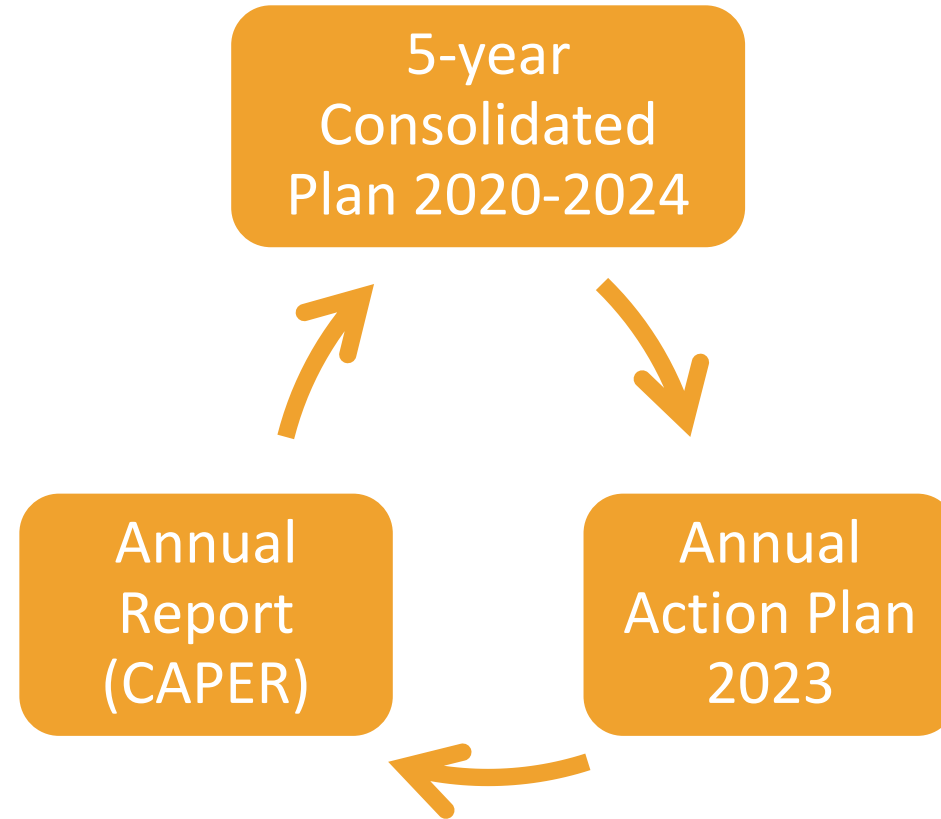 5-year
Consolidated
Plan 2020-2024
Annual
Report
(CAPER)
Annual
Action Plan
2023